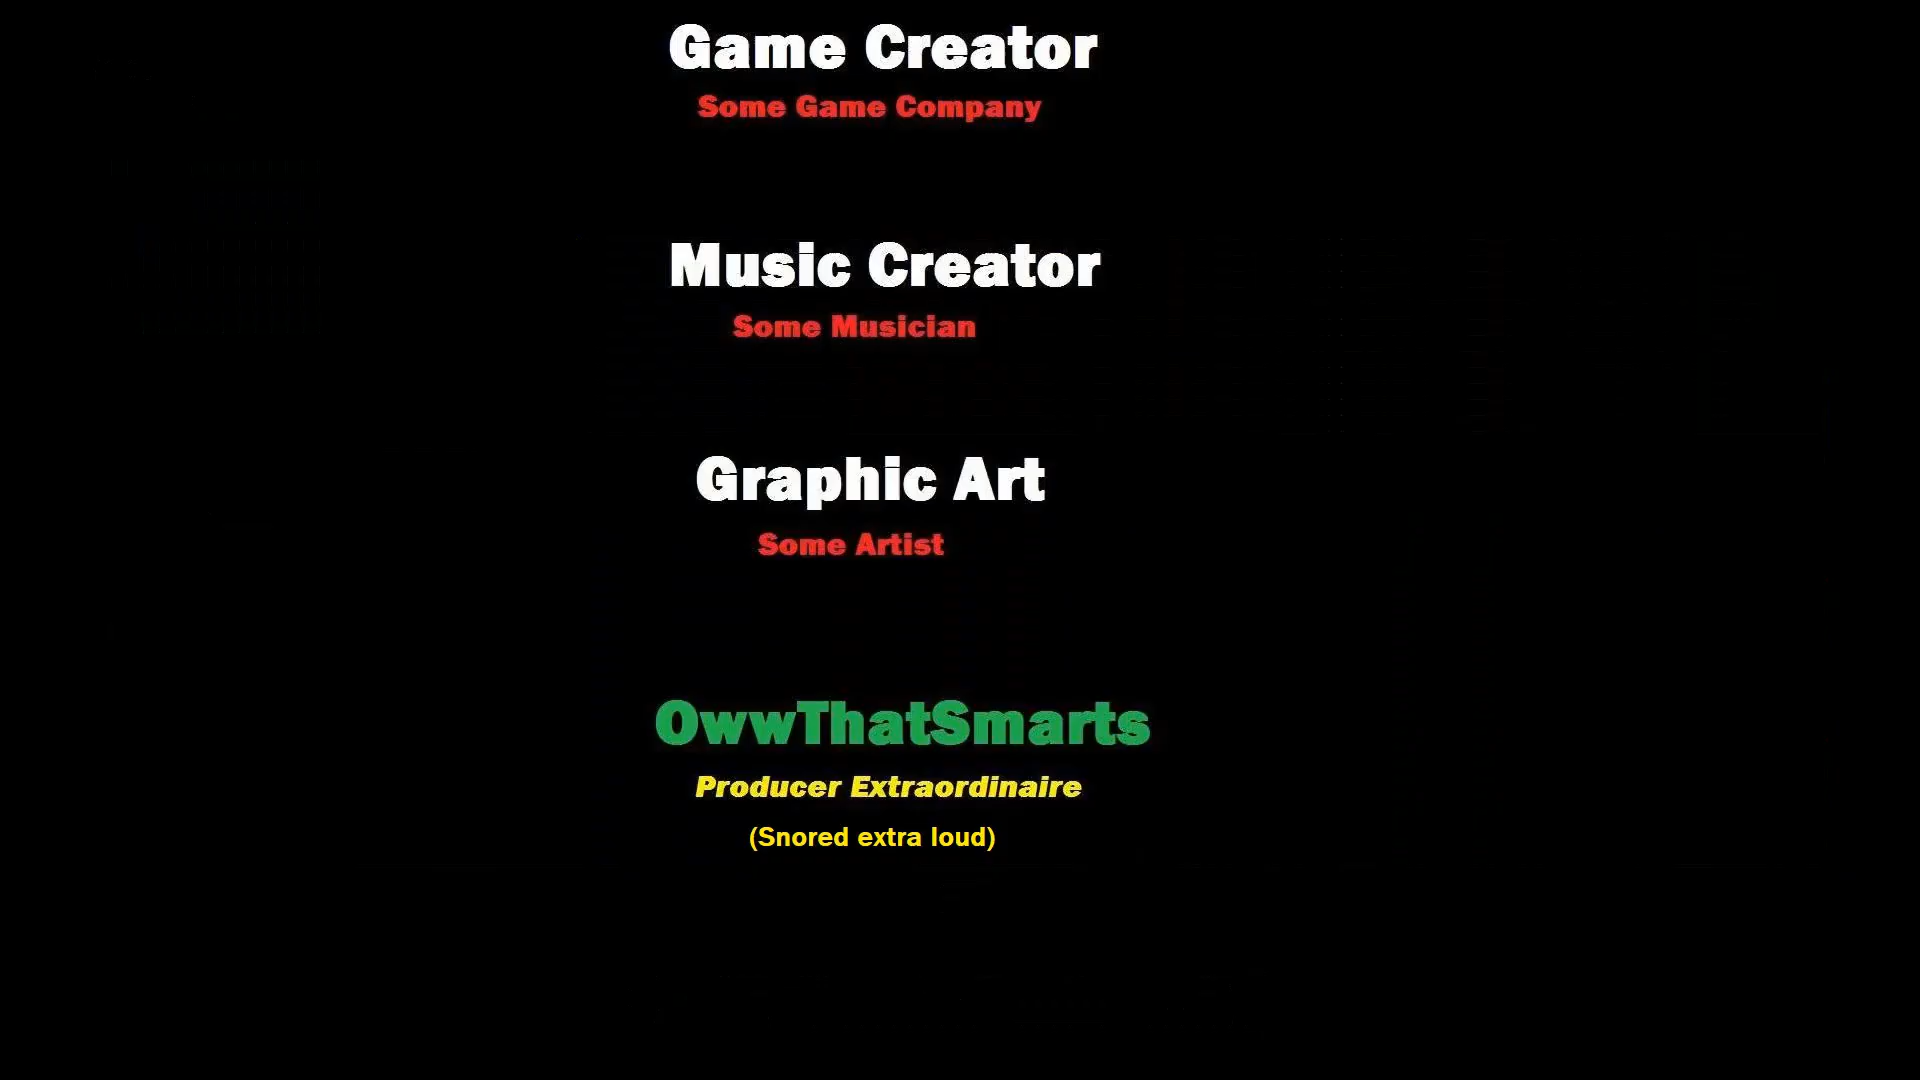 Game Creator
Some Game Company
Music Creator
Some Musician
Graphic Art
Some Artist
OwwThatSmarts
Producer Extraordinaire
(Snored extra loud)